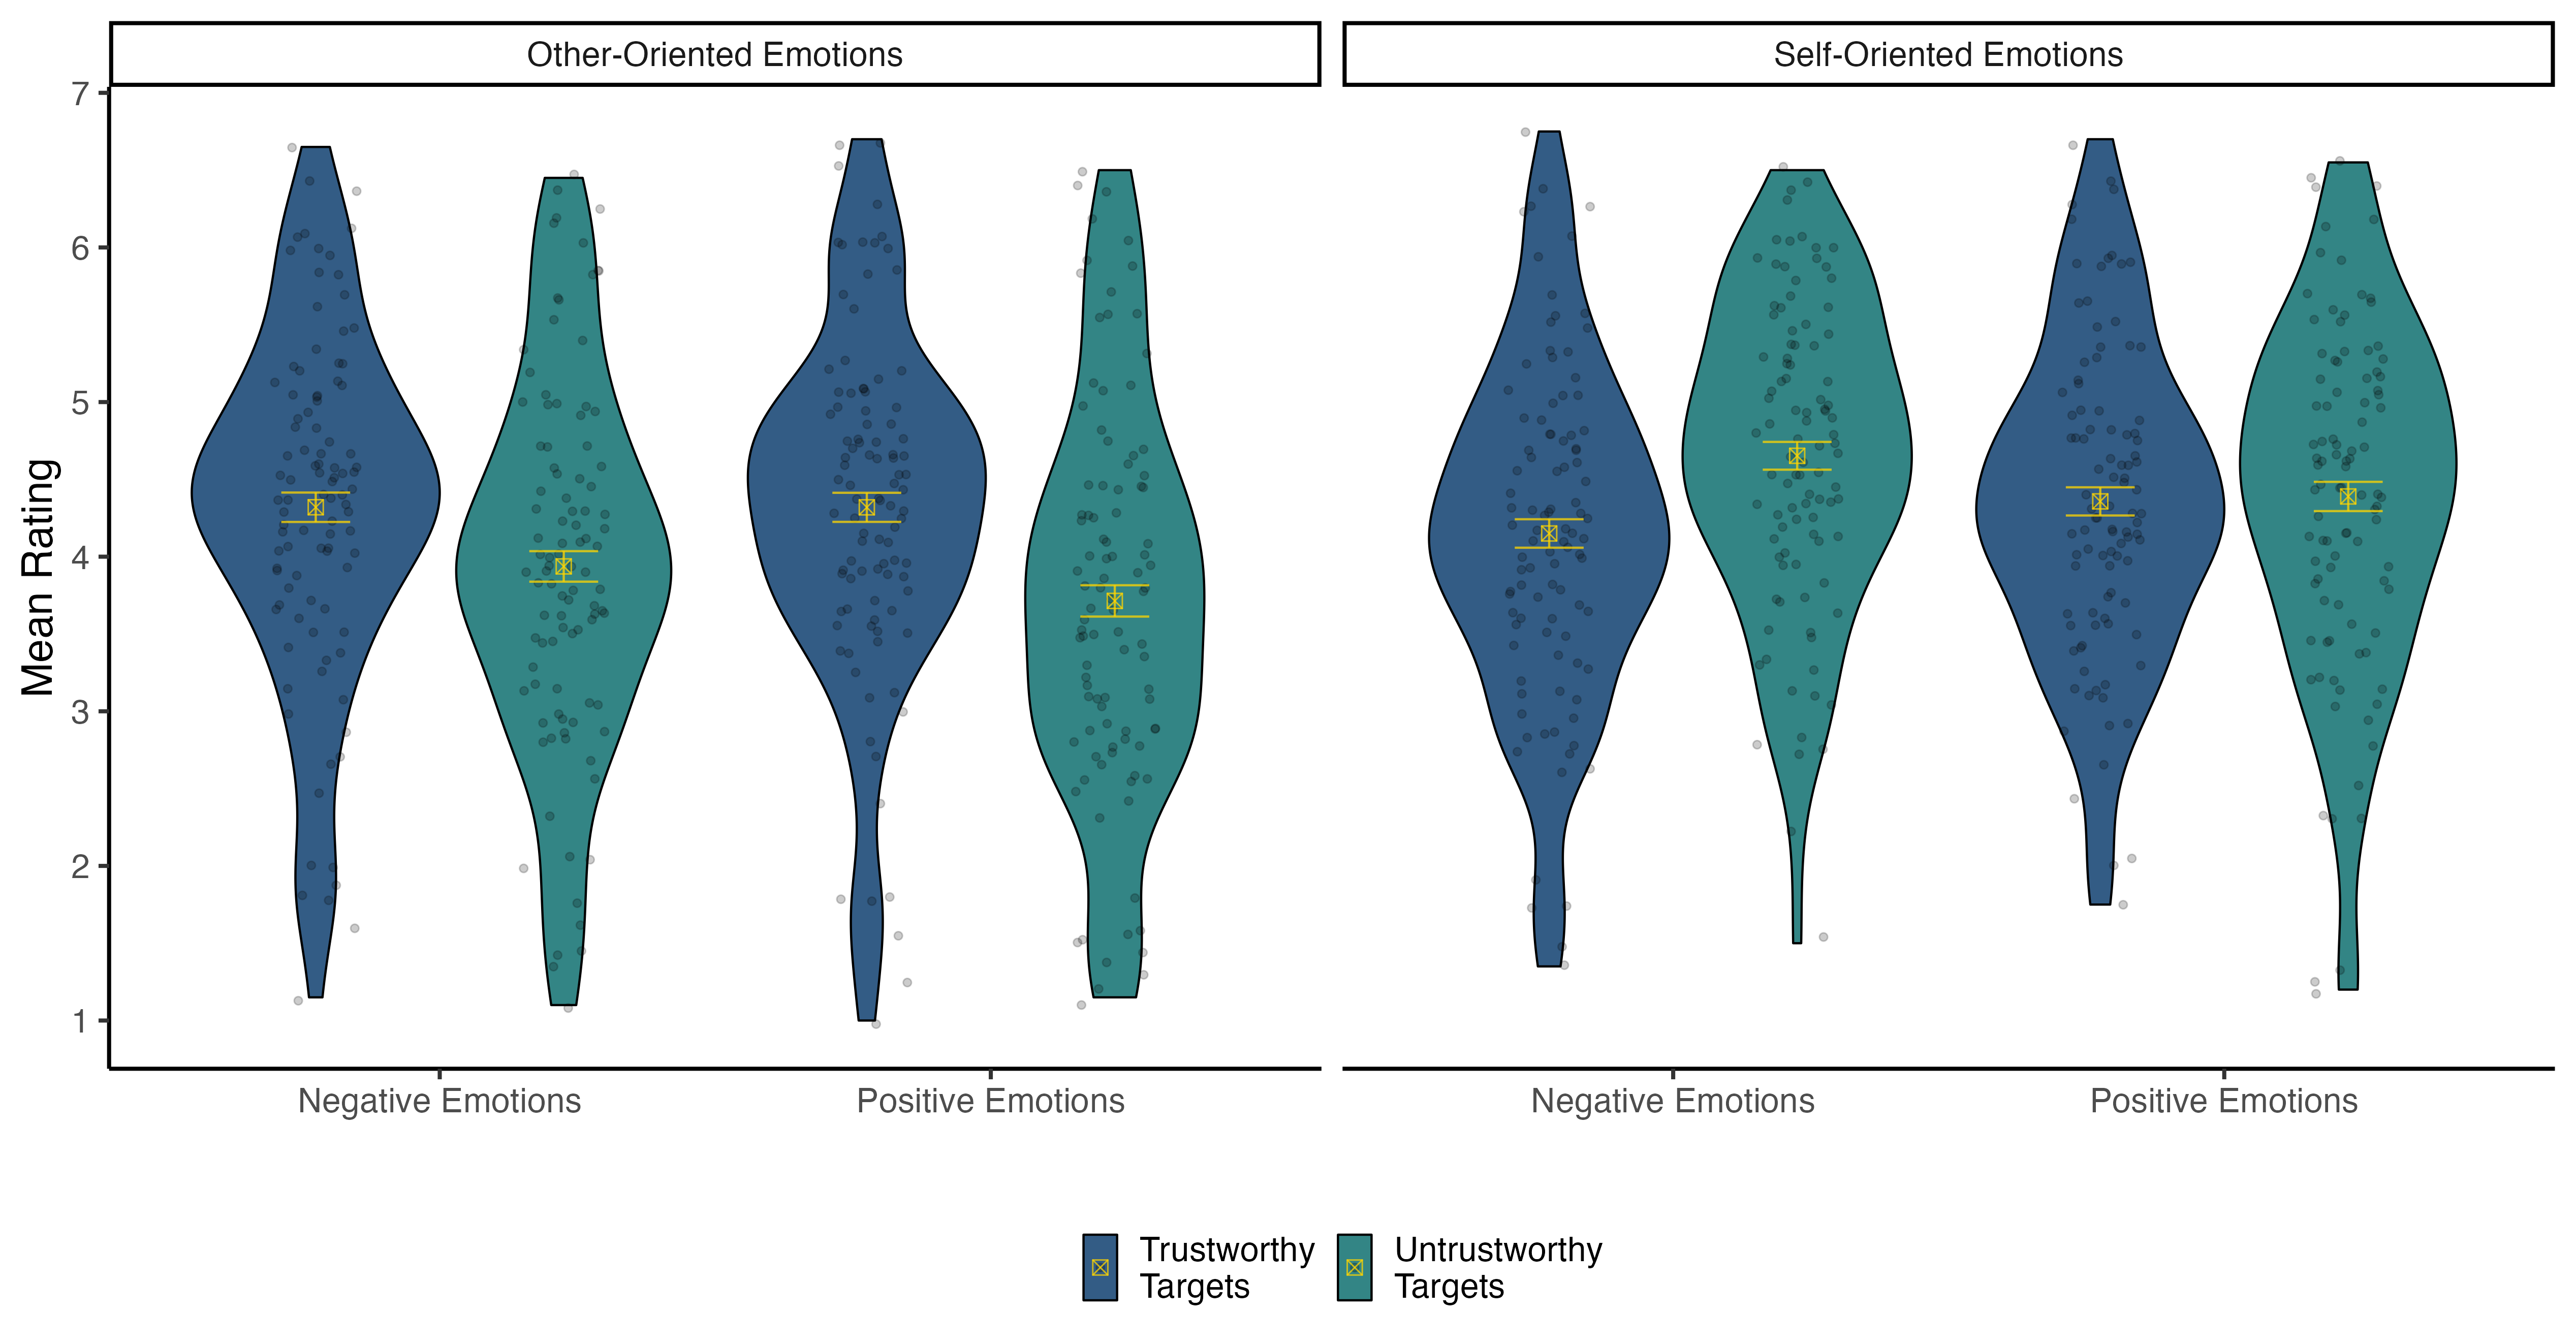 Other-Oriented Emotions
Self-Oriented Emotions
Mean Rating
7
6
5
4
3
2
1
Negative Emotions
Positive Emotions
Negative Emotions
Positive Emotions
Trustworthy
Targets
Untrustworthy
Targets